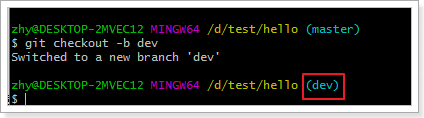 zhy@DESKTOP-2MVEC12 MINGW64 /d/test/hello (master)
$ git checkout -b dev
Switched to a new branch 'dev'
zhy@DESKTOP-2MVEC12 MINGW64 /d/test/hello (dev)
$